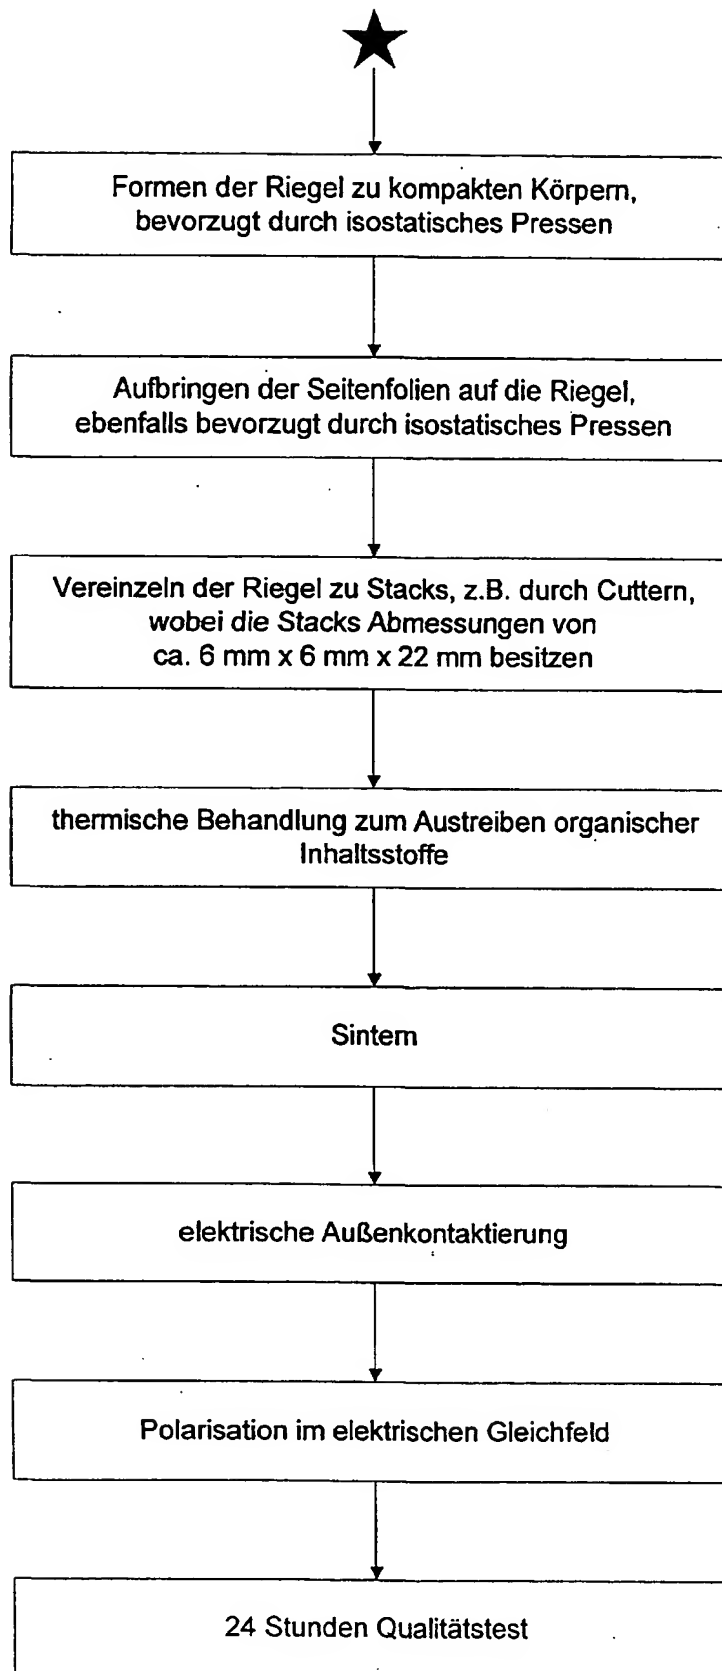 Formen der Riegel zu kompakten Körpern,
bevorzugt durch isostatisches Pressen
Aufbringen der Seitenfolien auf die Riegel,
ebenfalls bevorzugt durch isostatisches Pressen
Vereinzeln der Riegel zu Stacks, z.B. durch Cuttern,
wobei die Stacks Abmessungen von
ca. 6 mm x 6 mm x 22 mm besitzen
thermische Behandlung zum Austreiben organischer
Inhaltsstoffe
Sintern
elektrische Außenkontaktierung
Polarisation im elektrischen Gleichfeld
24 Stunden Qualitätstest